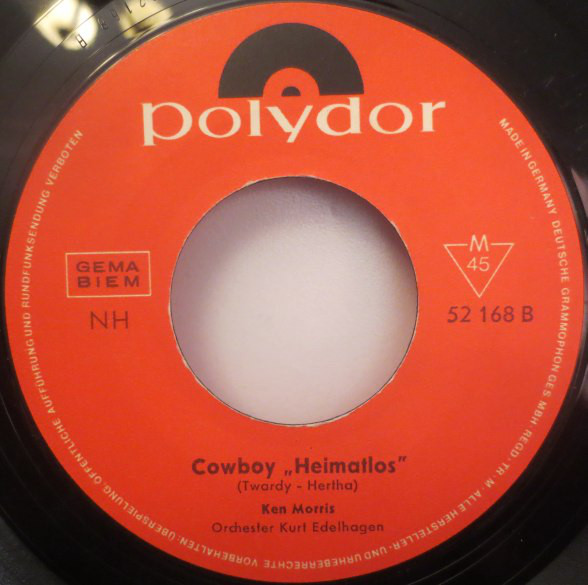 polydor
MADE IN GERMANY DEUTSCHE GRAMMOPHON GES. MBH REGD. TR. M. ALLE HERSTELLER- UND URHEBERRECHTE VORBEHALTEN. ÜBERSPIELUNG, ÖFFENTLICHE AUFFÜHRUNG UND RUNDFUNKSENDUNG VERBOTEN
GEMA
BIEM
NH
M
45
52 168 B
Cowboy „Heimatlos”
(Twardy - Hertha)
Ken Morris
Orchester Kurt Edelhagen